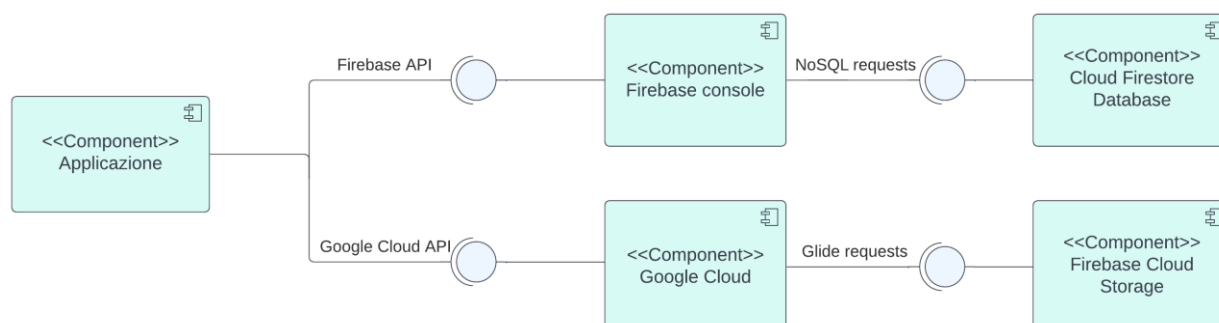 <<Component>>
Applicazione
Firebase API
<<Component>>
Firebase console
NoSQL requests
<<Component>>
Cloud Firestore
Database
Google Cloud API
<<Component>>
Google Cloud
Glide requests
<<Component>>
Firebase Cloud
Storage